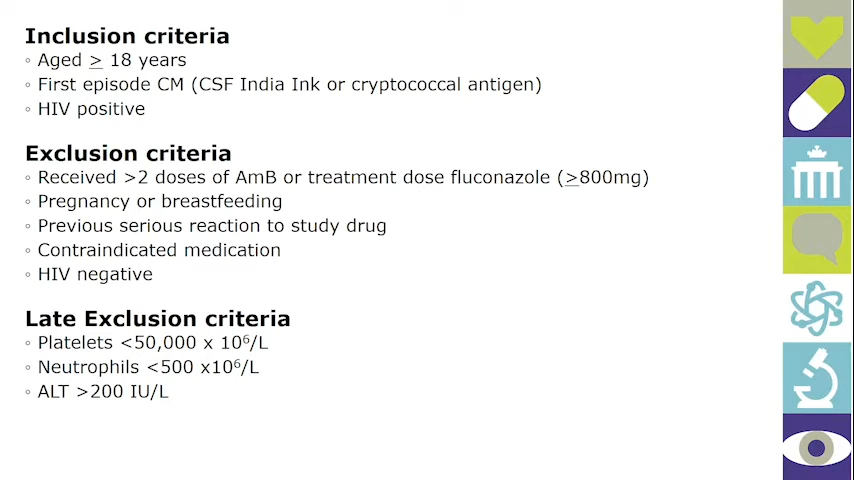 Inclusion criteria
◦ Aged ≥ 18 years
◦ First episode CM (CSF India Ink or cryptococcal antigen)
◦ HIV positive
Exclusion criteria
◦ Received >2 doses of AmB or treatment dose fluconazole (≥800mg)
◦ Pregnancy or breastfeeding
◦ Previous serious reaction to study drug
◦ Contraindicated medication
◦ HIV negative
Late Exclusion criteria
◦ Platelets <50,000 x 10⁶/L
◦ Neutrophils <500 x10⁶/L
◦ ALT >200 IU/L